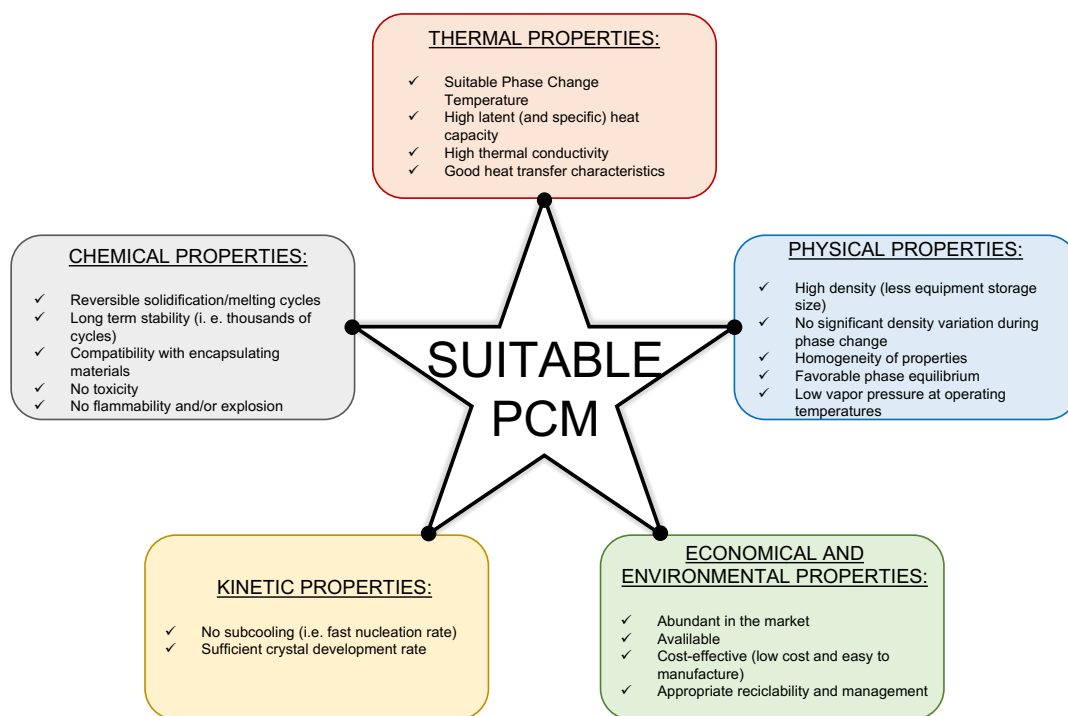 THERMAL PROPERTIES:
✓ Suitable Phase Change
Temperature
✓ High latent (and specific) heat
capacity
✓ High thermal conductivity
✓ Good heat transfer characteristics
CHEMICAL PROPERTIES:
✓ Reversible solidification/melting cycles
✓ Long term stability (i. e. thousands of
cycles)
✓ Compatibility with encapsulating
materials
✓ No toxicity
✓ No flammability and/or explosion
PHYSICAL PROPERTIES:
✓ High density (less equipment storage
size)
✓ No significant density variation during
phase change
✓ Homogeneity of properties
✓ Favorable phase equilibrium
✓ Low vapor pressure at operating
temperatures
SUITABLE
PCM
KINETIC PROPERTIES:
✓ No subcooling (i.e. fast nucleation rate)
✓ Sufficient crystal development rate
ECONOMICAL AND
ENVIRONMENTAL PROPERTIES:
✓ Abundant in the market
✓ Available
✓ Cost-effective (low cost and easy to
manufacture)
✓ Appropriate reciclability and management